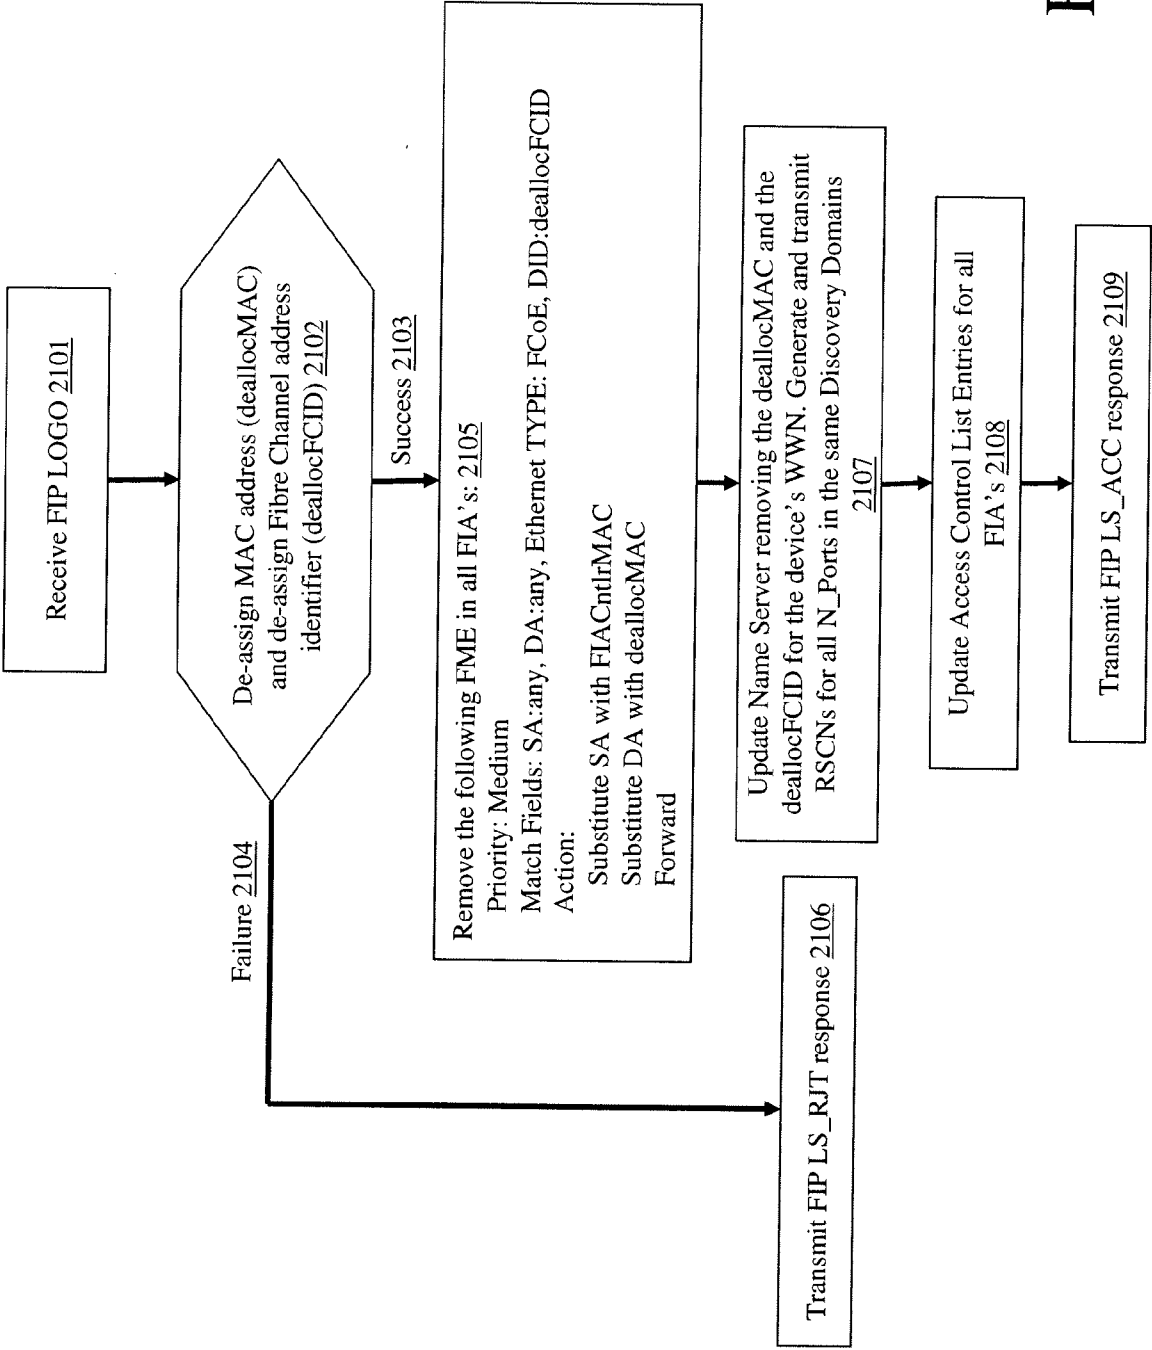 Receive FIP LOGO 2101
De-assign MAC address (deallocMAC)
and de-assign Fibre Channel address
identifier (deallocFCID) 2102
Failure 2104
Success 2103
Remove the following FME in all FIA's: 2105
Priority: Medium
Match Fields: SA:any, DA:any, Ethernet TYPE: FCoE, DID:deallocFCID
Action:
Substitute SA with FIACntlrMAC
Substitute DA with deallocMAC
Forward
Transmit FIP LS_RJT response 2106
Update Name Server removing the deallocMAC and the
deallocFCID for the device's WWN. Generate and transmit
RSCNs for all N_Ports in the same Discovery Domains
2107
Update Access Control List Entries for all
FIA's 2108
Transmit FIP LS_ACC response 2109